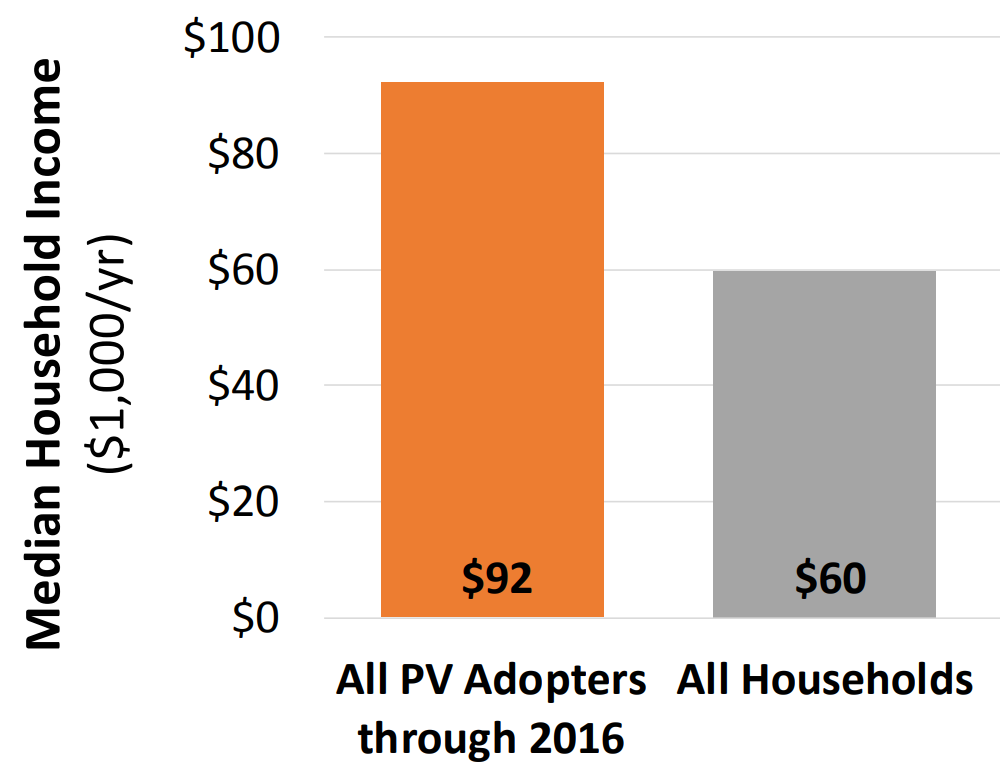 Median Household Income
($1,000/yr)
$100
$80
$60
$40
$20
$0
$92
$60
All PV Adopters
through 2016
All Households